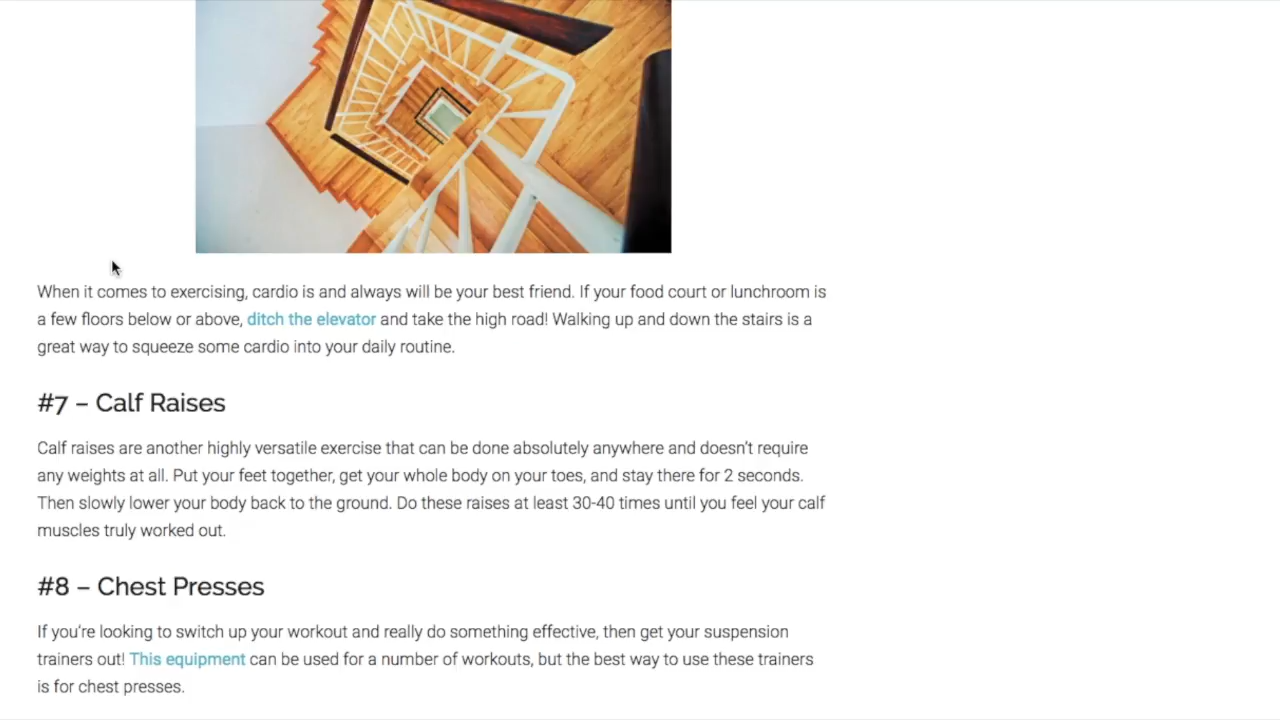 When it comes to exercising, cardio is and always will be your best friend. If your food court or lunchroom is
a few floors below or above, ditch the elevator and take the high road! Walking up and down the stairs is a
great way to squeeze some cardio into your daily routine.
#7 – Calf Raises
Calf raises are another highly versatile exercise that can be done absolutely anywhere and doesn't require
any weights at all. Put your feet together, get your whole body on your toes, and stay there for 2 seconds.
Then slowly lower your body back to the ground. Do these raises at least 30-40 times until you feel your calf
muscles truly worked out.
#8 – Chest Presses
If you're looking to switch up your workout and really do something effective, then get your suspension
trainers out! This equipment can be used for a number of workouts, but the best way to use these trainers
is for chest presses.